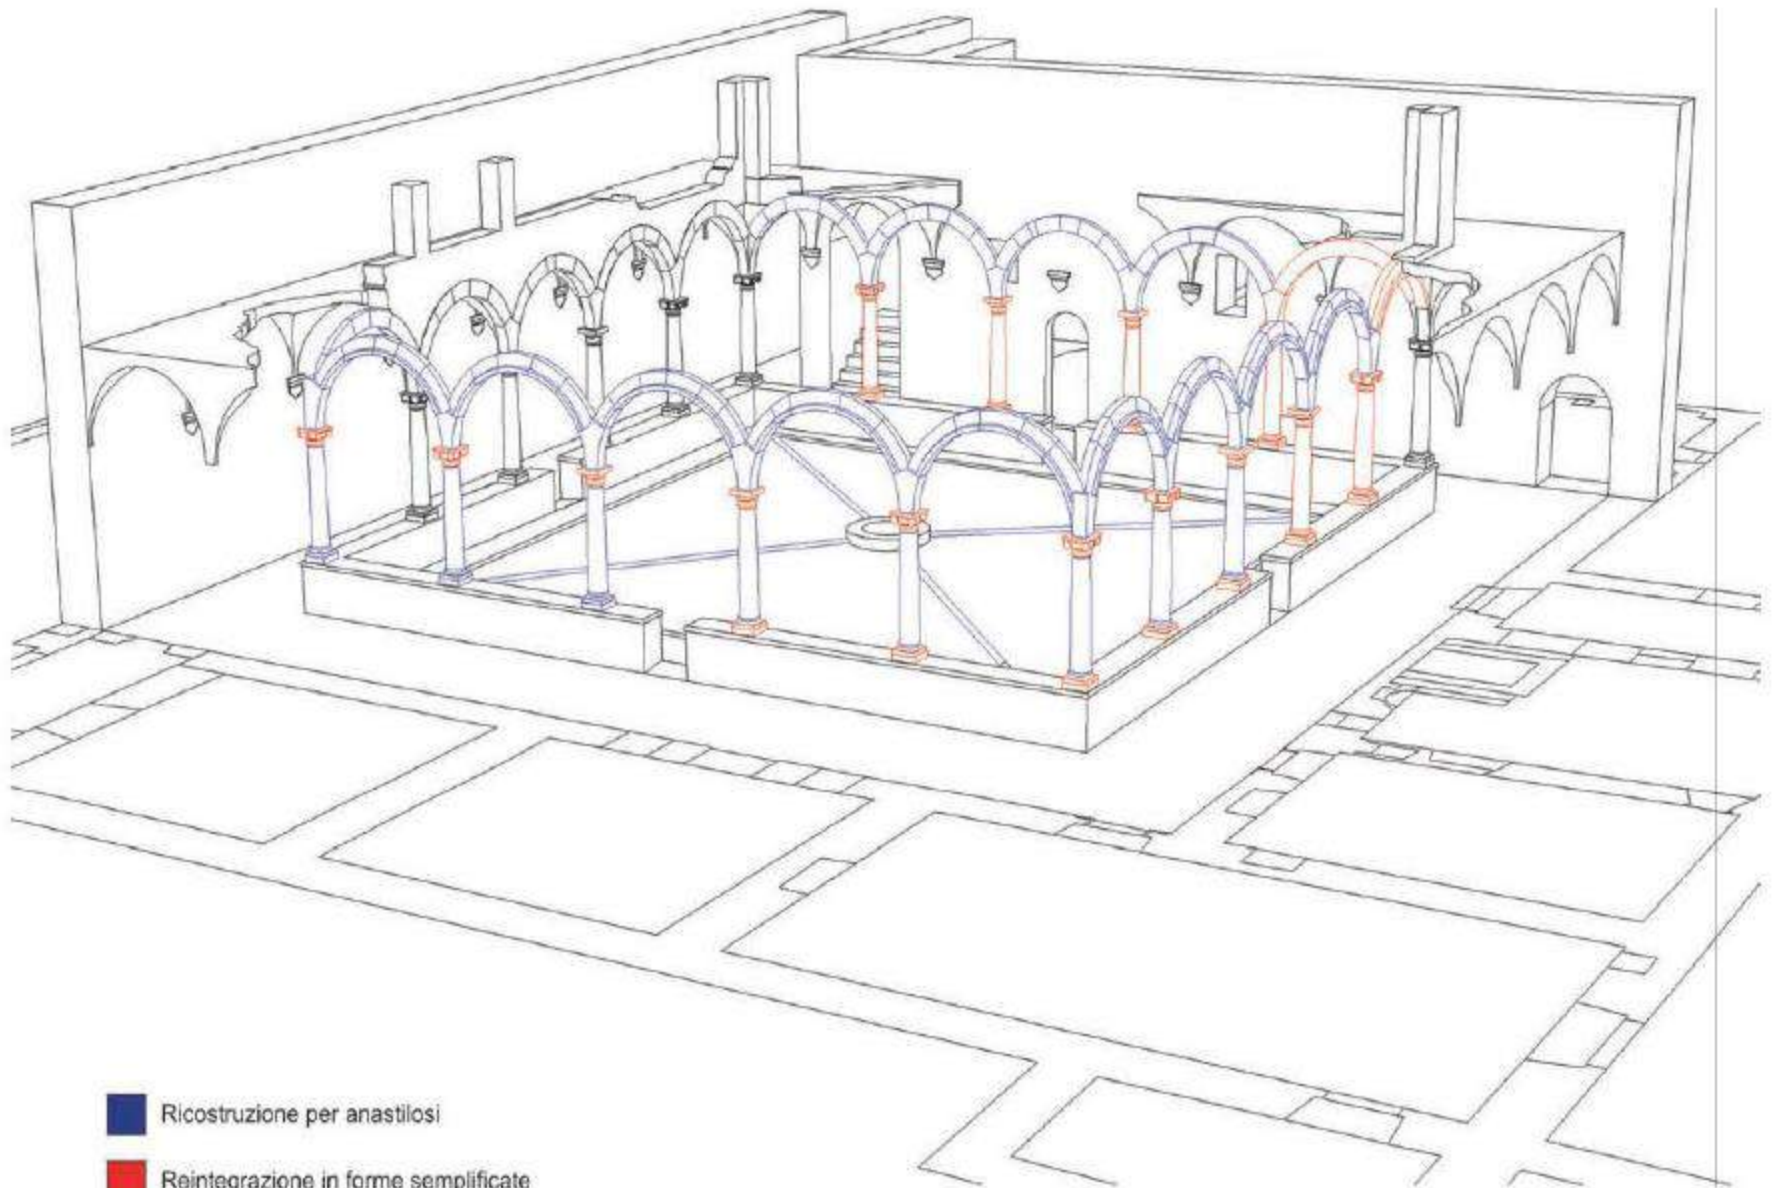 Ricostruzione per anastilosi
Reintegrazione in forme semplificate